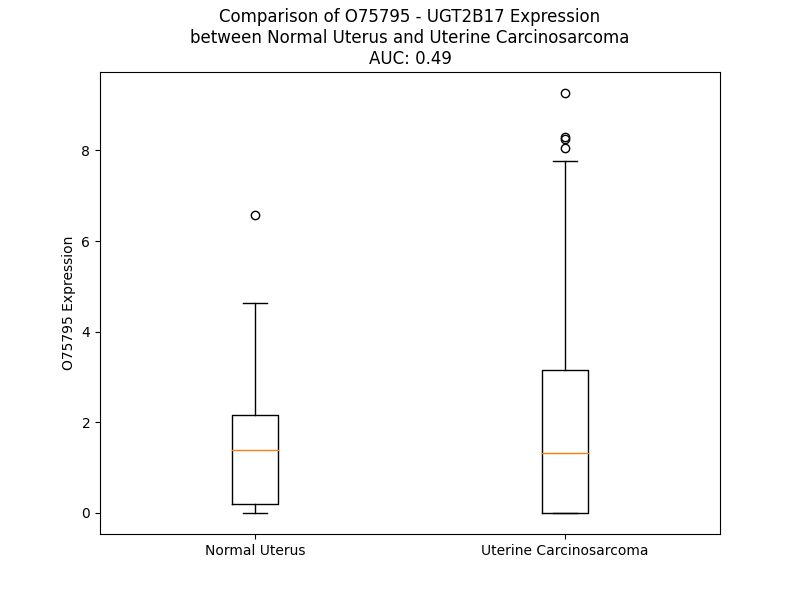 Comparison of O75795 - UGT2B17 Expression
between Normal Uterus and Uterine Carcinosarcoma
AUC: 0.49
O75795 Expression
8
6
4
2
0
Normal Uterus
Uterine Carcinosarcoma